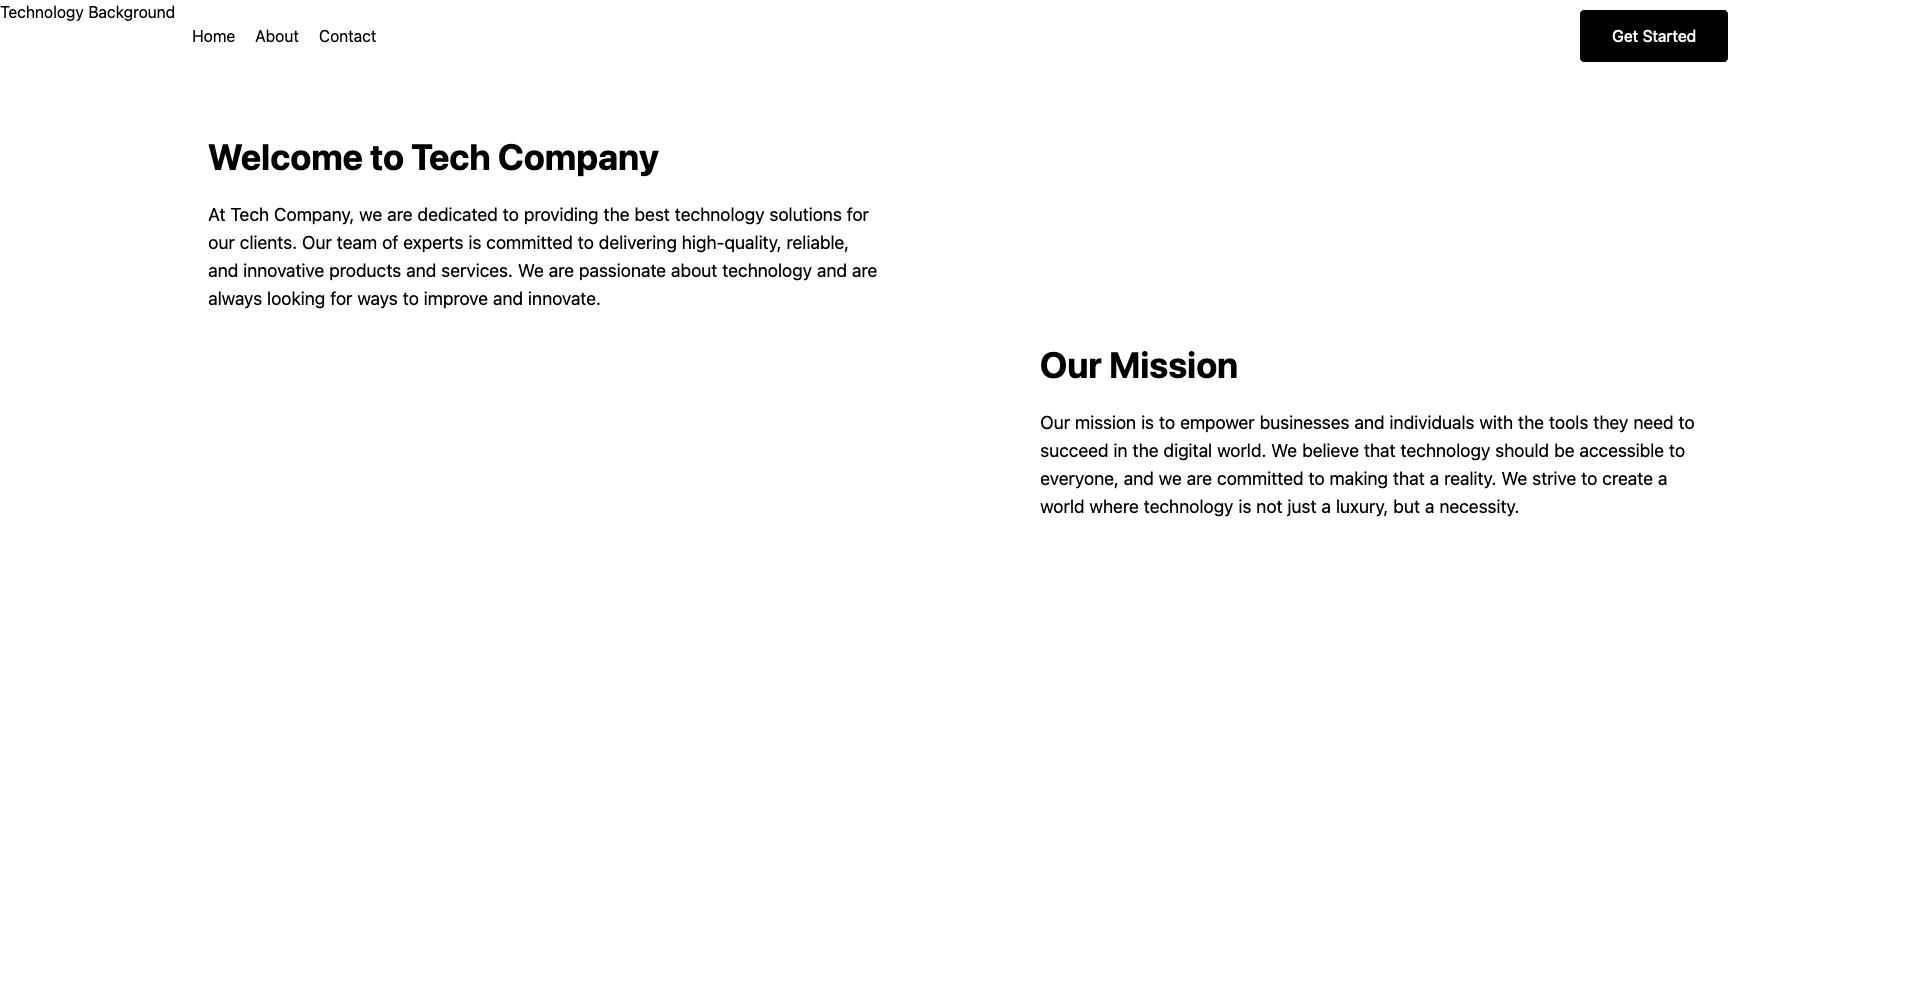 Technology Background
Home About Contact
Get Started
Welcome to Tech Company
At Tech Company, we are dedicated to providing the best technology solutions for
our clients. Our team of experts is committed to delivering high-quality, reliable,
and innovative products and services. We are passionate about technology and are
always looking for ways to improve and innovate.
Our Mission
Our mission is to empower businesses and individuals with the tools they need to
succeed in the digital world. We believe that technology should be accessible to
everyone, and we are committed to making that a reality. We strive to create a
world where technology is not just a luxury, but a necessity.